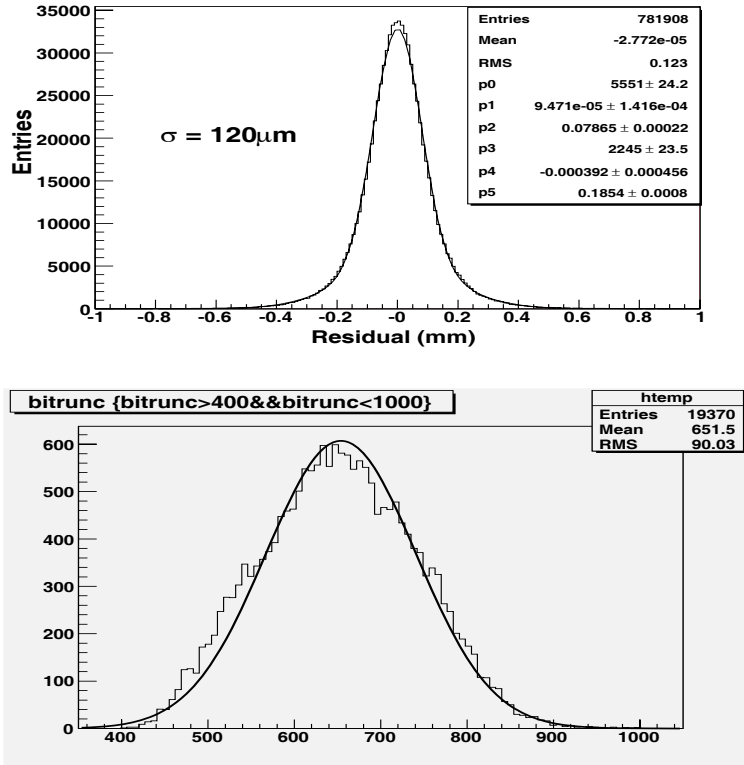 35000
30000
25000
20000
15000
10000
5000
0
Entries
σ = 120μm
Entries 781908
Mean -2.772e-05
RMS 0.123
p0 5551± 24.2
p1 9.471e-05 ± 1.416e-04
p2 0.07865 ± 0.00022
p3 2245 ± 23.5
p4 -0.000392 ± 0.000456
p5 0.1854 ± 0.0008
-1 -0.8 -0.6 -0.4 -0.2 -0 0.2 0.4 0.6 0.8 1
Residual (mm)
bitrunc {bitrunc>400&&bitrunc<1000}
htemp
Entries 19370
Mean 651.5
RMS 90.03
600
500
400
300
200
100
0
400 500 600 700 800 900 1000